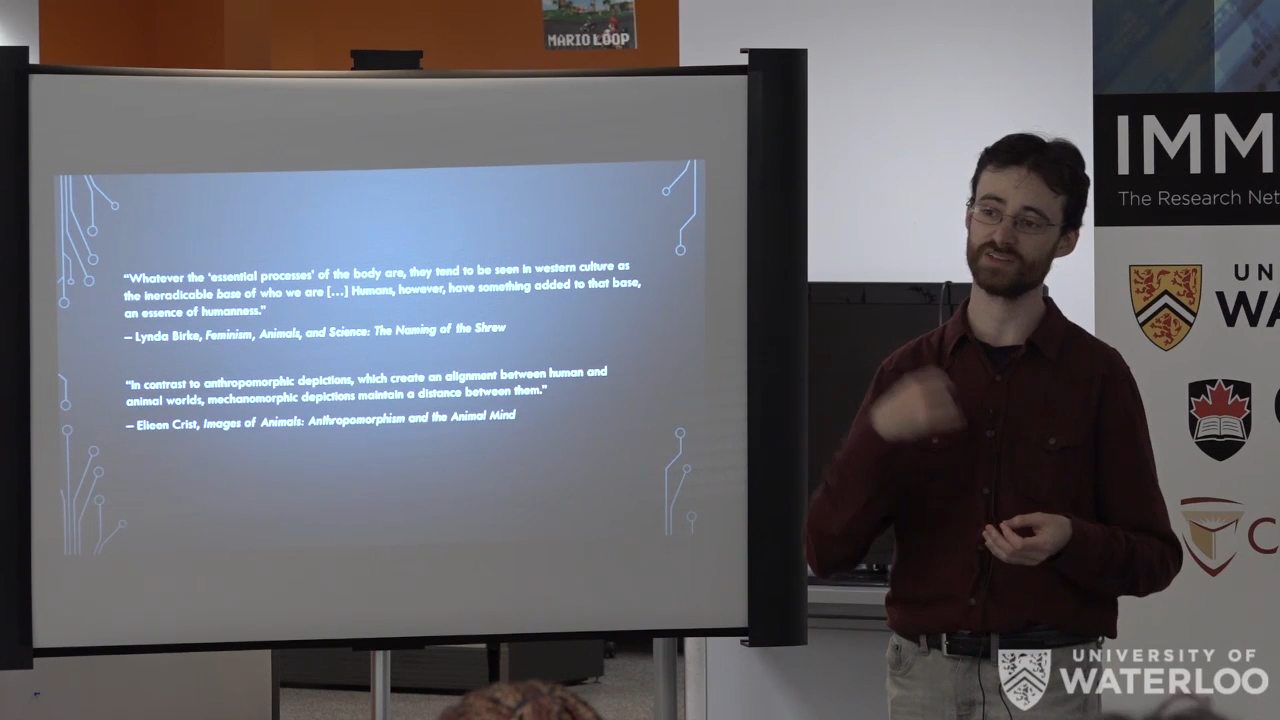 MARIO LOOP
“Whatever the ‘essential processes’ of the body are, they tend to be seen in western culture as
the ineradicable base of who we are [...] Humans, however, have something added to that base,
an essence of humanness.”
– Lynda Birke, Feminism, Animals, and Science: The Naming of the Shrew
“In contrast to anthropomorphic depictions, which create an alignment between human and
animal worlds, mechanomorphic depictions maintain a distance between them.”
– Eileen Crist, Images of Animals: Anthropomorphism and the Animal Mind
IMM
The Research Net
UN
WA
C
UNIVERSITY OF
WATERLOO